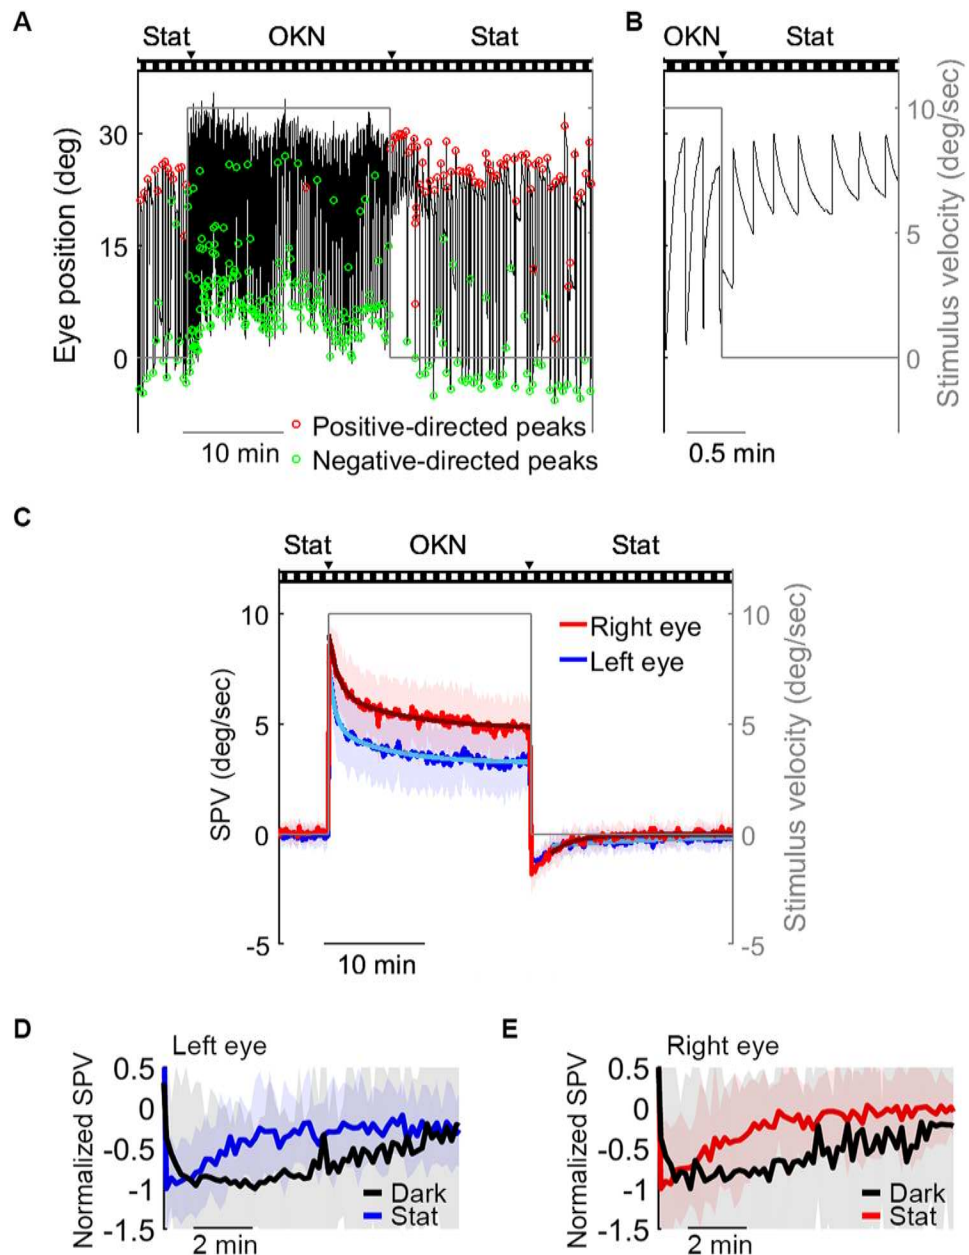 A
Stat OKN Stat
Eye position (deg)
30
15
0
10 min
Positive-directed peaks
Negative-directed peaks
B
OKN Stat
10
5
0
Stimulus velocity (deg/sec)
0.5 min
C
Stat OKN Stat
SPV (deg/sec)
10
5
0
-5
Right eye
Left eye
10
5
0
-5
Stimulus velocity (deg/sec)
10 min
D
Left eye
Normalized SPV
0.5
0
-0.5
-1
-1.5
Dark
Stat
2 min
E
Right eye
Normalized SPV
0.5
0
-0.5
-1
-1.5
Dark
Stat
2 min